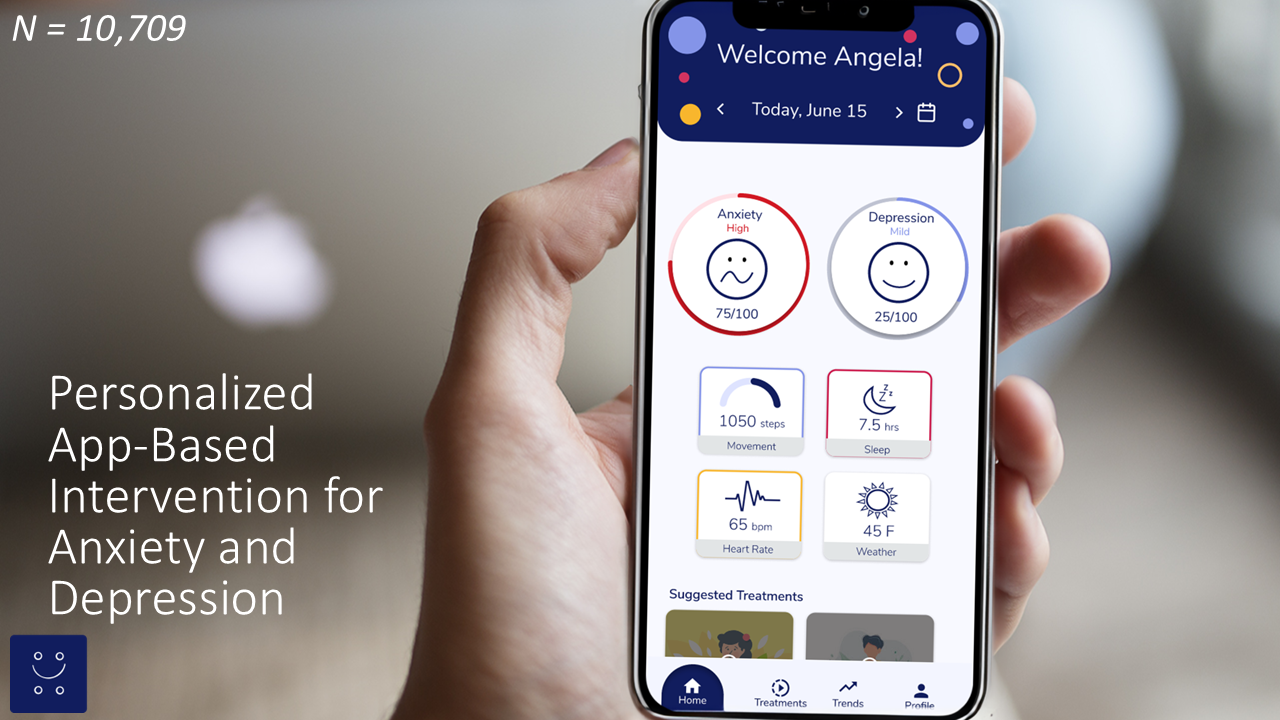 N = 10,709
Personalized
App-Based
Intervention for
Anxiety and
Depression
Welcome Angela!
Today, June 15
Anxiety
High
75/100
Depression
Mild
25/100
1050 steps
Movement
zzz
7.5 hrs
Sleep
65 bpm
Heart Rate
45 F
Weather
Suggested Treatments
Home
Treatments
Trends
Profile